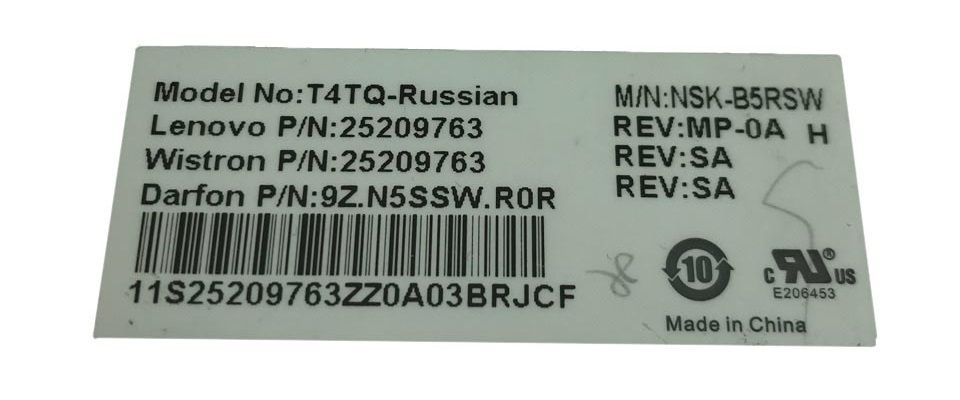 Model No:T4TQ-Russian
Lenovo P/N:25209763
Wistron P/N:25209763
Darfon P/N:9Z.N5SSW.R0R
11S25209763ZZ0A03BRJCF
M/N:NSK-B5RSW
REV:MP-0A H
REV:SA
REV:SA
10
c RU ® US
E206453
Made in China